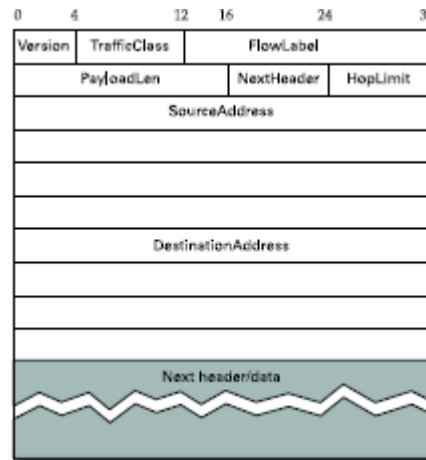 0 4 12 16 24 3
Version TrafficClass FlowLabel
PayloadLen NextHeader HopLimit
SourceAddress
DestinationAddress
Next header/data